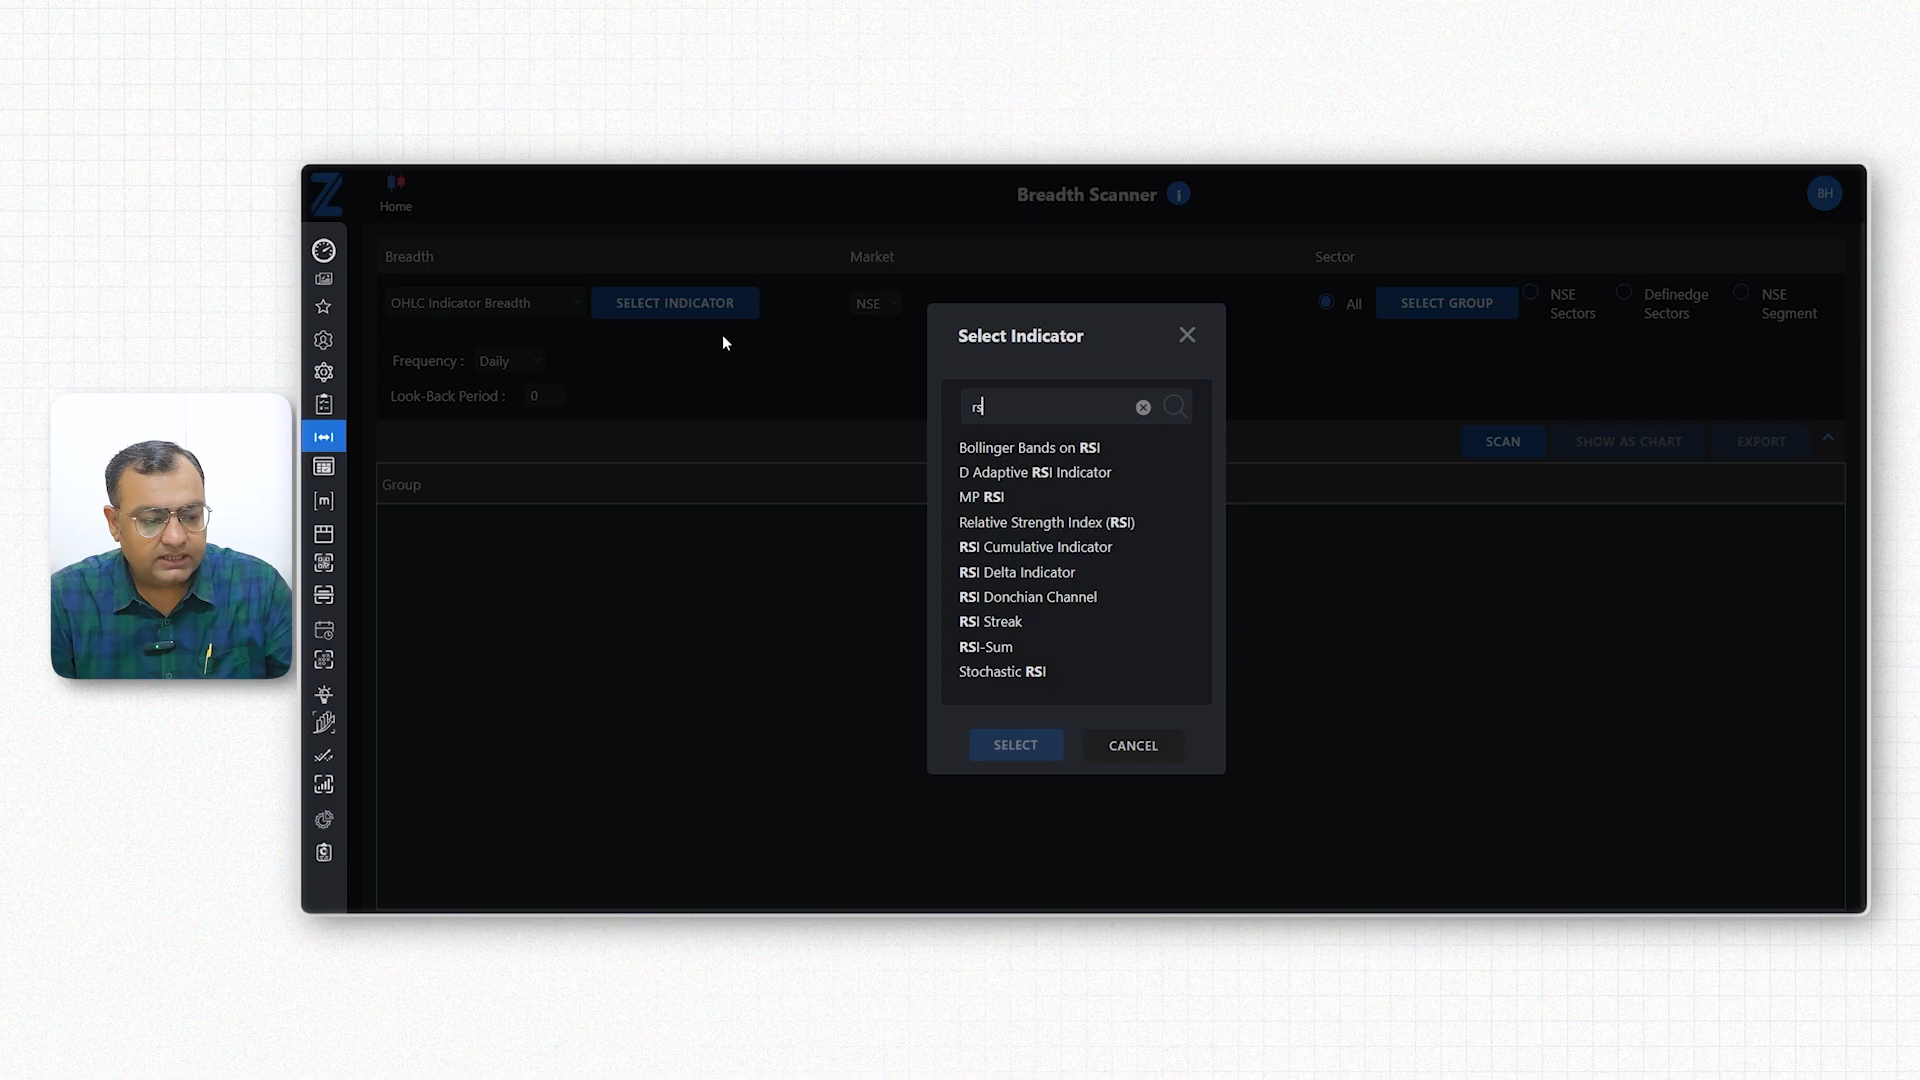 Home
Breadth Scanner
i
BH
Breadth
Market
Sector
OHLC Indicator Breadth
SELECT INDICATOR
NSE
All
SELECT GROUP
NSE
Sectors
Definedge
Sectors
NSE
Segment
Frequency :
Daily
Look-Back Period :
0
SCAN
SHOW AS CHART
EXPORT
Group
[m]
Select Indicator
rs
Bollinger Bands on RSI
D Adaptive RSI Indicator
MP RSI
Relative Strength Index (RSI)
RSI Cumulative Indicator
RSI Delta Indicator
RSI Donchian Channel
RSI Streak
RSI-Sum
Stochastic RSI
SELECT
CANCEL